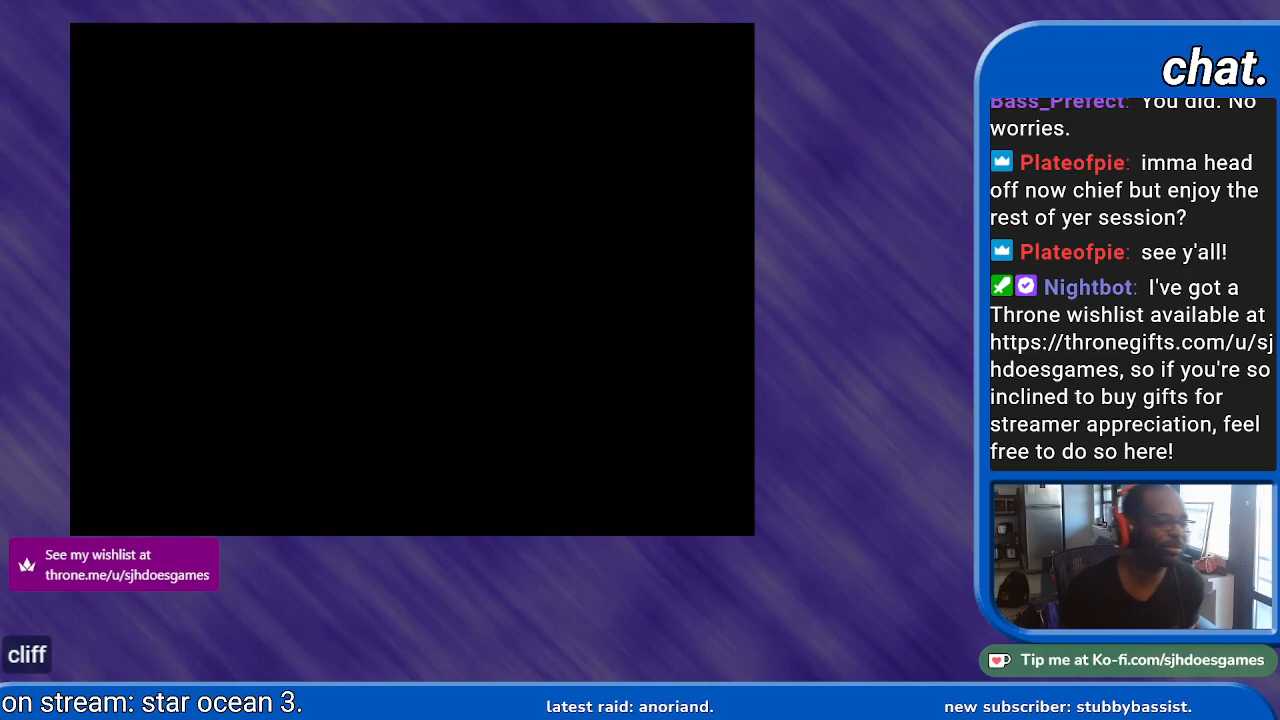 chat.
Bass_Prefect: You did. No
worries.
Plateofpie: imma head
off now chief but enjoy the
rest of yer session?
Plateofpie: see y'all!
Nightbot: I've got a
Throne wishlist available at
https://thronegifts.com/u/sj
hdoesgames, so if you're so
inclined to buy gifts for
streamer appreciation, feel
free to do so here!
See my wishlist at
throne.me/u/sjhdoesgames
cliff
Tip me at Ko-fi.com/sjhdoesgames
on stream: star ocean 3.
latest raid: anoriand.
new subscriber: stubbybassist.